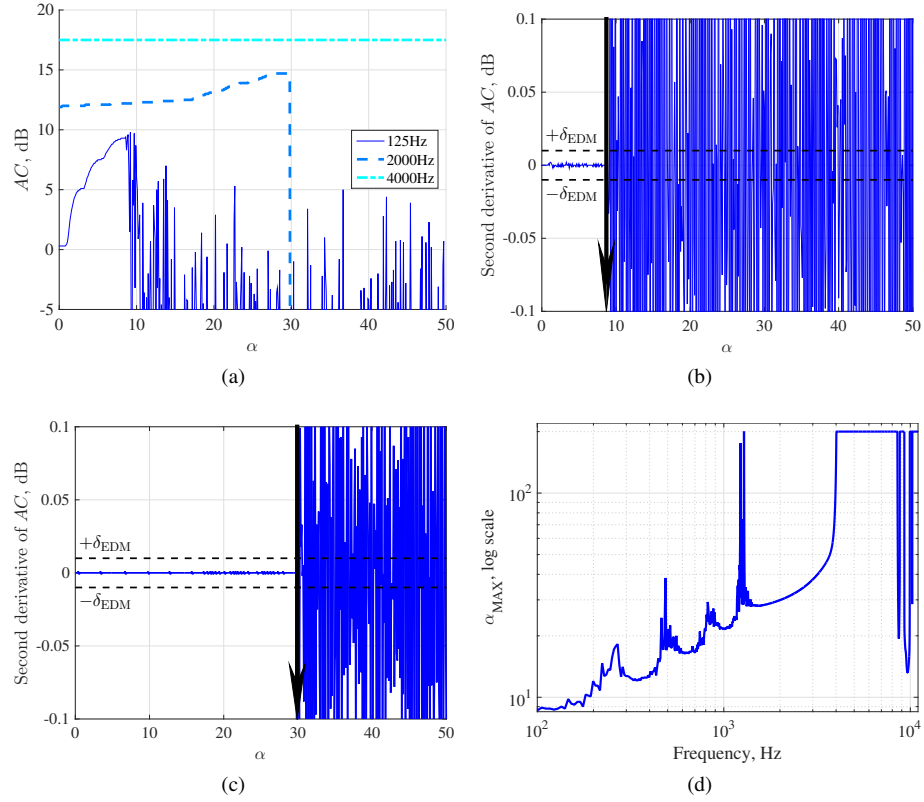 20
15
10
5
0
-5
AC, dB
0 10 20 30 40 50
α
125Hz
2000Hz
4000Hz
(a)
0.1
0.05
0
-0.05
-0.1
Second derivative of AC, dB
+δEDM
−δEDM
0 10 20 30 40 50
α
(b)
0.1
0.05
0
-0.05
-0.1
Second derivative of AC, dB
+δEDM
−δEDM
0 10 20 30 40 50
α
(c)
10²
10¹
αMAX, log scale
10² 10³ 10⁴
Frequency, Hz
(d)